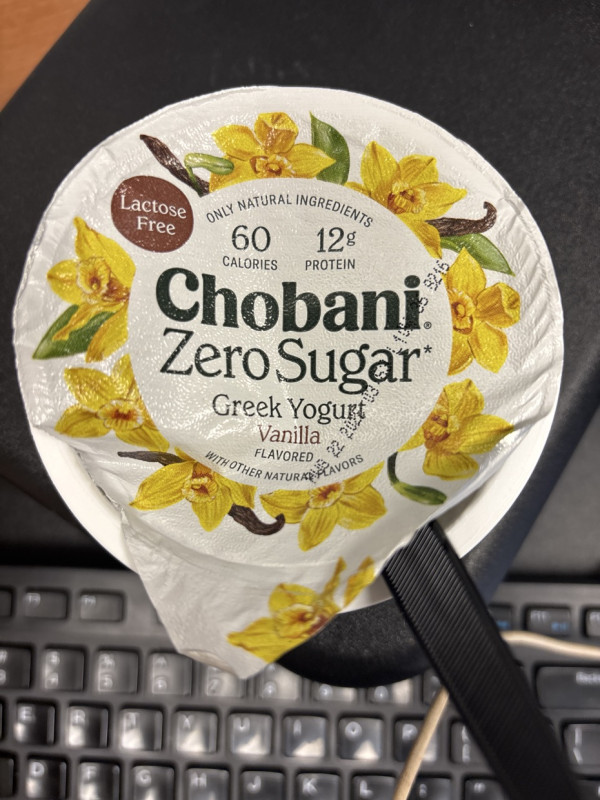 Lactose
Free
ONLY NATURAL INGREDIENTS
60
CALORIES
12g
PROTEIN
Chobani®
Zero Sugar*
Greek Yogurt
Vanilla
FLAVORED
WITH OTHER NATURAL FLAVORS
E
R
T
Y
U
I
O
D
F
G
H
J
K
L